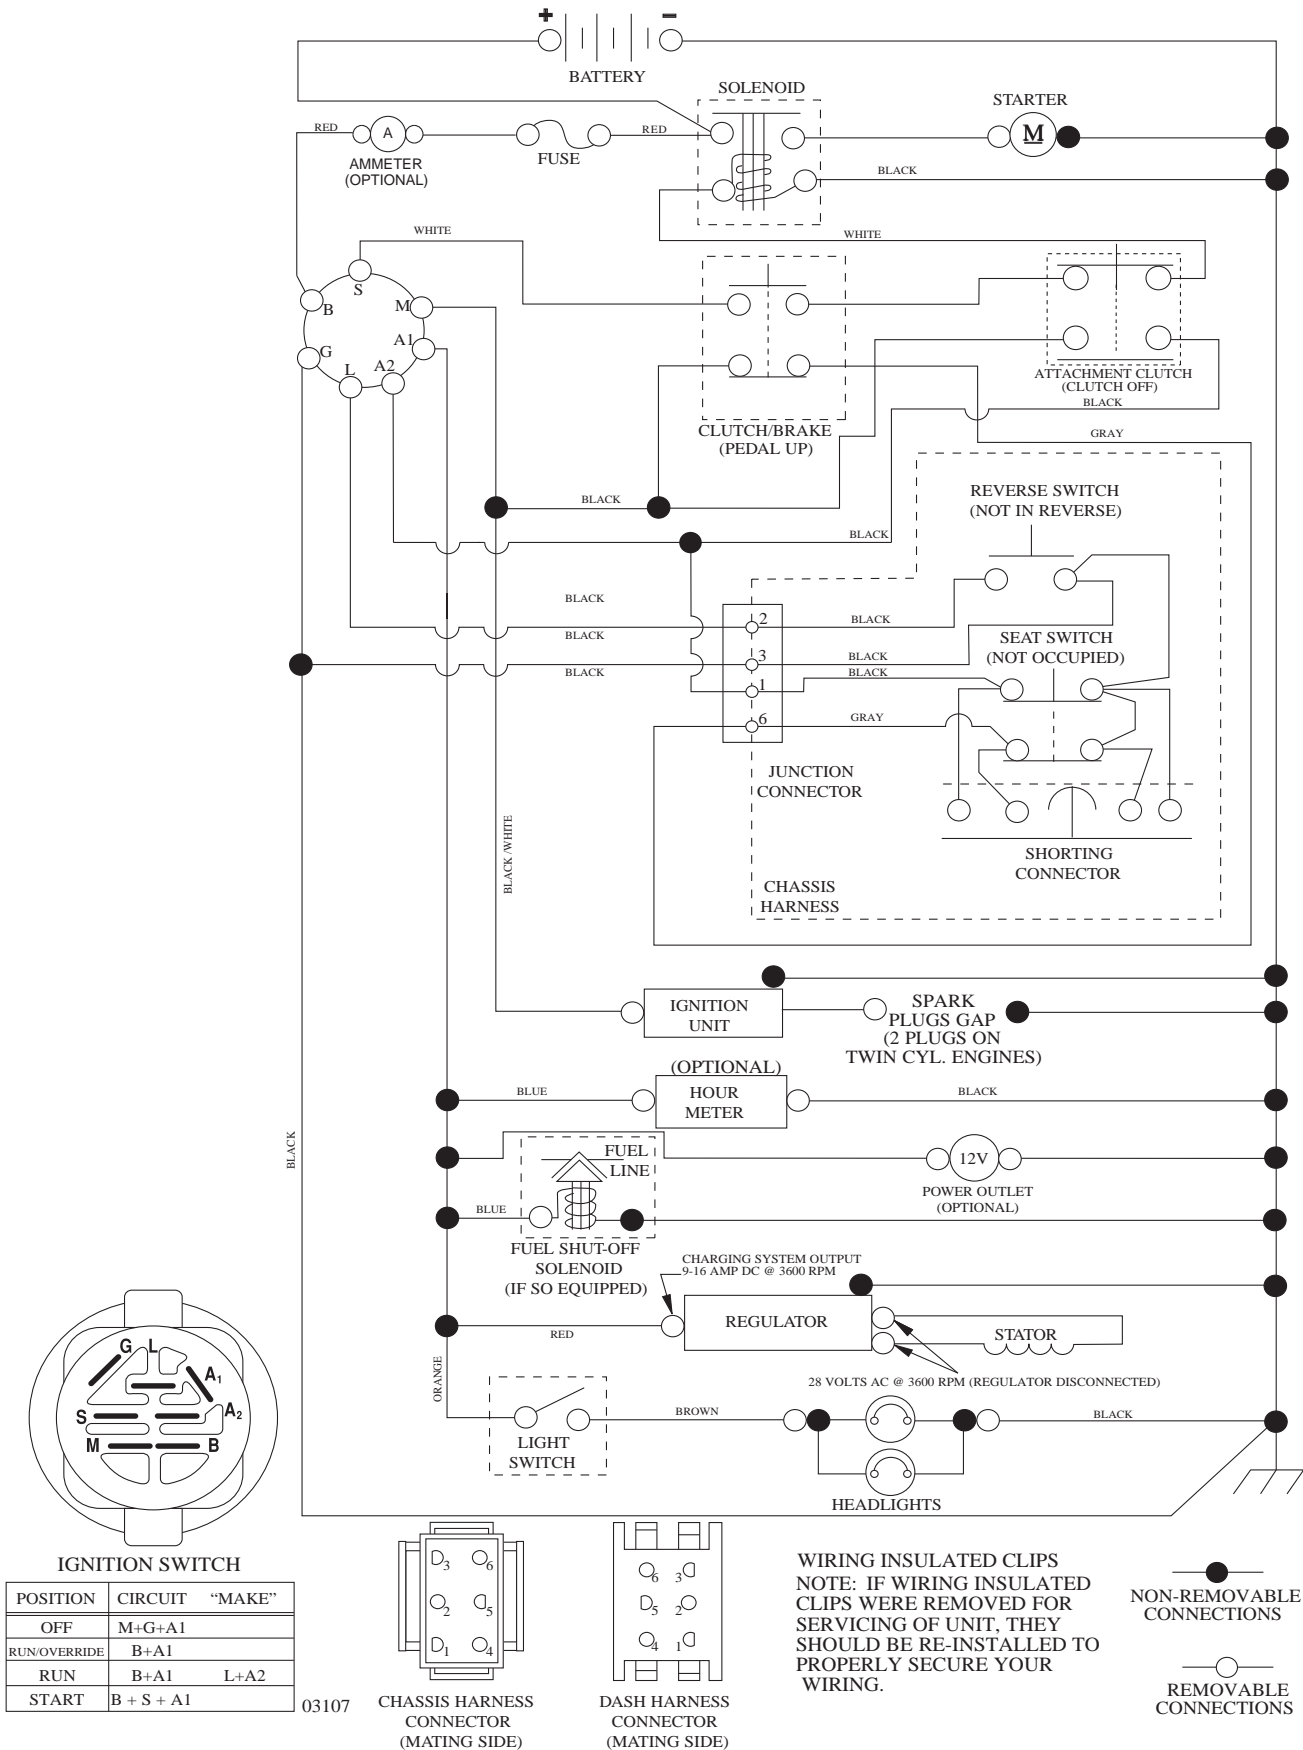 +
−
BATTERY
SOLENOID
STARTER
RED
A
AMMETER
(OPTIONAL)
FUSE
RED
M
BLACK
WHITE
WHITE
S
B
M
A1
G
L
A2
CLUTCH/BRAKE
(PEDAL UP)
ATTACHMENT CLUTCH
(CLUTCH OFF)
BLACK
GRAY
REVERSE SWITCH
(NOT IN REVERSE)
BLACK
BLACK
BLACK
2
BLACK
BLACK
SEAT SWITCH
(NOT OCCUPIED)
3
BLACK
BLACK
BLACK
1
6
GRAY
JUNCTION
CONNECTOR
BLACK /WHITE
SHORTING
CONNECTOR
CHASSIS
HARNESS
IGNITION
UNIT
SPARK
PLUGS GAP
(2 PLUGS ON
TWIN CYL. ENGINES)
(OPTIONAL)
HOUR
METER
BLUE
BLACK
BLACK
FUEL
LINE
12V
POWER OUTLET
(OPTIONAL)
BLUE
FUEL SHUT-OFF
SOLENOID
(IF SO EQUIPPED)
CHARGING SYSTEM OUTPUT
9-16 AMP DC @ 3600 RPM
REGULATOR
RED
STATOR
28 VOLTS AC @ 3600 RPM (REGULATOR DISCONNECTED)
ORANGE
LIGHT
SWITCH
BROWN
BLACK
HEADLIGHTS
G L
A1
S
A2
M
B
IGNITION SWITCH
POSITION CIRCUIT “MAKE”
OFF M+G+A1
RUN/OVERRIDE B+A1
RUN B+A1 L+A2
START B + S + A1
03107
3 6
2 5
1 4
CHASSIS HARNESS
CONNECTOR
(MATING SIDE)
6 3
5 2
4 1
DASH HARNESS
CONNECTOR
(MATING SIDE)
WIRING INSULATED CLIPS
NOTE: IF WIRING INSULATED
CLIPS WERE REMOVED FOR
SERVICING OF UNIT, THEY
SHOULD BE RE-INSTALLED TO
PROPERLY SECURE YOUR
WIRING.
NON-REMOVABLE
CONNECTIONS
REMOVABLE
CONNECTIONS